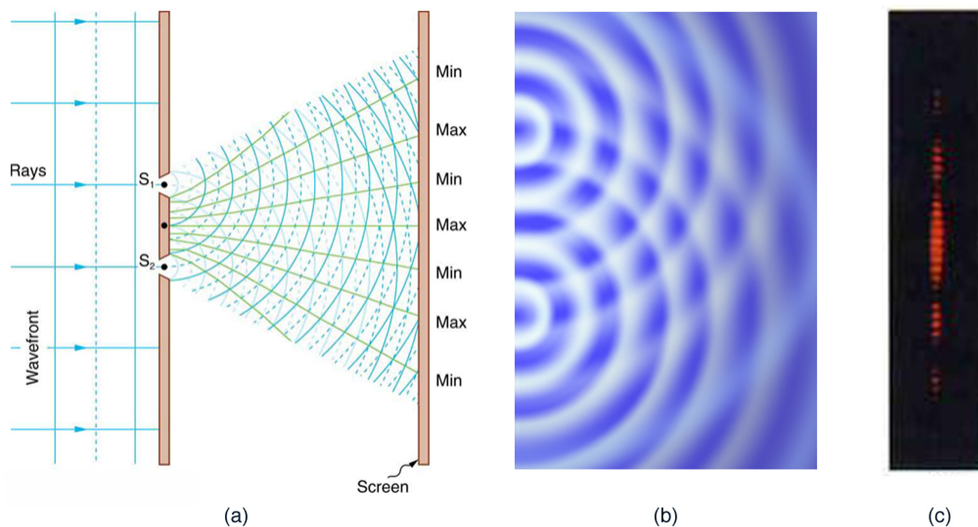 Min
Max
Rays
S₁
Min
Max
S₂
Min
Max
Wavefront
Min
Screen
(a)
(b)
(c)